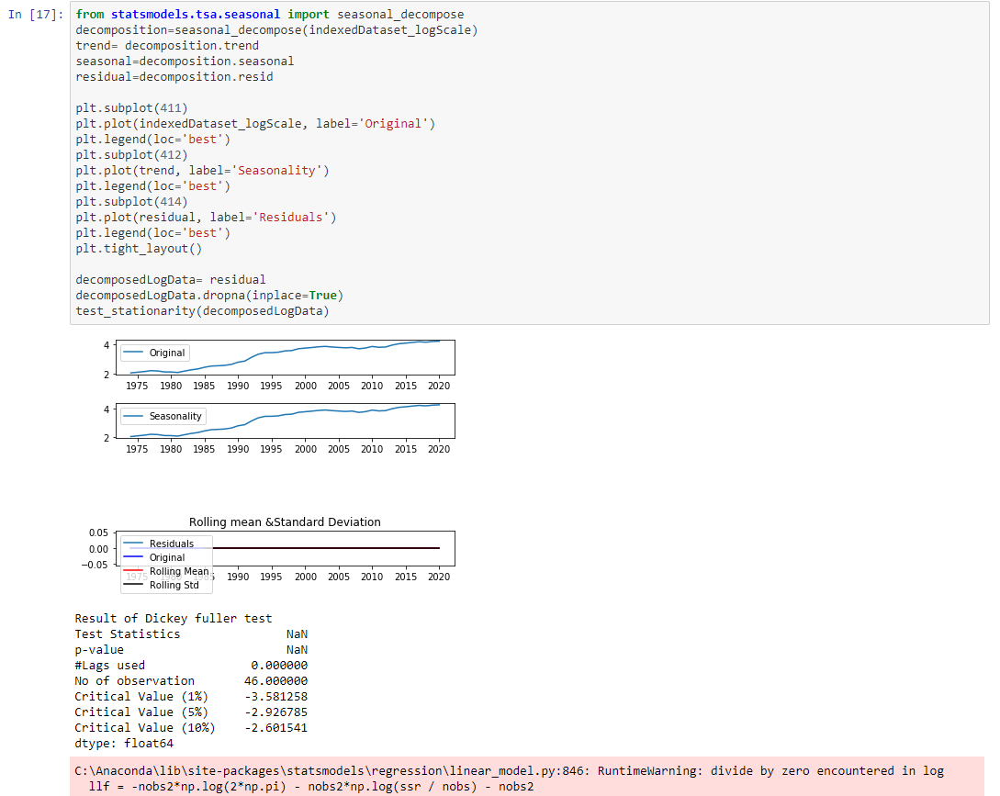 In [17]:
from statsmodels.tsa.seasonal import seasonal_decompose
decomposition=seasonal_decompose(indexedDataset_logScale)
trend= decomposition.trend
seasonal=decomposition.seasonal
residual=decomposition.resid
plt.subplot(411)
plt.plot(indexedDataset_logScale, label='Original')
plt.legend(loc='best')
plt.subplot(412)
plt.plot(trend, label='Seasonality')
plt.legend(loc='best')
plt.subplot(414)
plt.plot(residual, label='Residuals')
plt.legend(loc='best')
plt.tight_layout()
decomposedLogData= residual
decomposedLogData.dropna(inplace=True)
test_stationarity(decomposedLogData)
4
Original
2
1975 1980 1985 1990 1995 2000 2005 2010 2015 2020
4
Seasonality
2
1975 1980 1985 1990 1995 2000 2005 2010 2015 2020
Rolling mean &Standard Deviation
0.05
0.00
−0.05
Residuals
Original
Rolling Mean
Rolling Std
1975 1980 1985 1990 1995 2000 2005 2010 2015 2020
Result of Dickey fuller test
Test Statistics NaN
p-value NaN
#Lags used 0.000000
No of observation 46.000000
Critical Value (1%) -3.581258
Critical Value (5%) -2.926785
Critical Value (10%) -2.601541
dtype: float64
C:\Anaconda\lib\site-packages\statsmodels\regression\linear_model.py:846: RuntimeWarning: divide by zero encountered in log
llf = -nobs2*np.log(2*np.pi) - nobs2*np.log(ssr / nobs) - nobs2